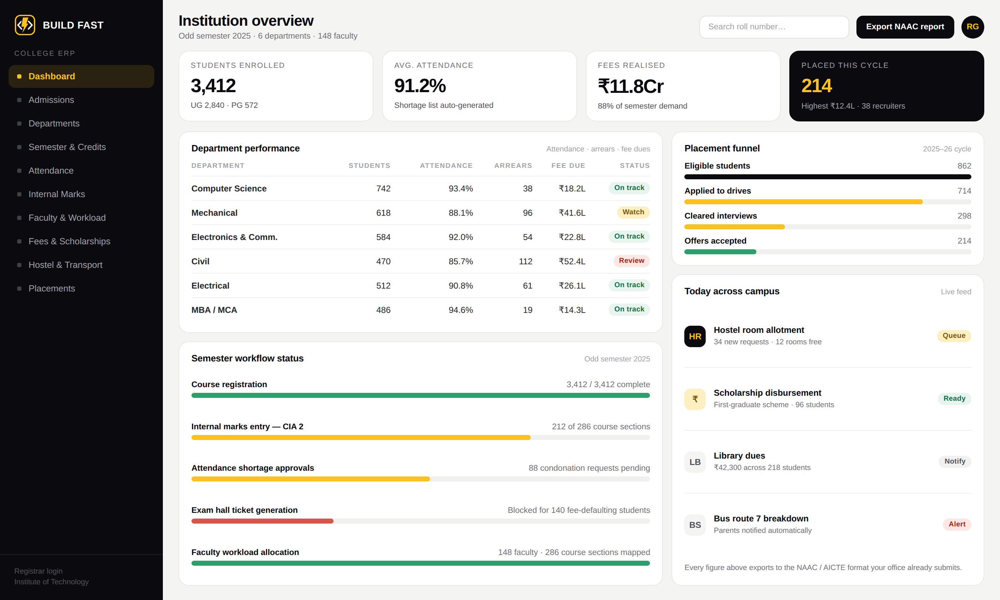 BUILD FAST
COLLEGE ERP
Dashboard
Admissions
Departments
Semester & Credits
Attendance
Internal Marks
Faculty & Workload
Fees & Scholarships
Hostel & Transport
Placements
Registrar login
Institute of Technology
Institution overview
Odd semester 2025 · 6 departments · 148 faculty
Search roll number…
Export NAAC report
RG
STUDENTS ENROLLED
3,412
UG 2,840 · PG 572
AVG. ATTENDANCE
91.2%
Shortage list auto-generated
FEES REALISED
₹11.8Cr
88% of semester demand
PLACED THIS CYCLE
214
Highest ₹12.4L · 38 recruiters
Department performance Attendance · arrears · fee dues
DEPARTMENT STUDENTS ATTENDANCE ARREARS FEE DUE STATUS
Computer Science 742 93.4% 38 ₹18.2L On track
Mechanical 618 88.1% 96 ₹41.6L Watch
Electronics & Comm. 584 92.0% 54 ₹22.8L On track
Civil 470 85.7% 112 ₹52.4L Review
Electrical 512 90.8% 61 ₹26.1L On track
MBA / MCA 486 94.6% 19 ₹14.3L On track
Semester workflow status Odd semester 2025
Course registration 3,412 / 3,412 complete
Internal marks entry — CIA 2 212 of 286 course sections
Attendance shortage approvals 88 condonation requests pending
Exam hall ticket generation Blocked for 140 fee-defaulting students
Faculty workload allocation 148 faculty · 286 course sections mapped
Placement funnel 2025–26 cycle
Eligible students 862
Applied to drives 714
Cleared interviews 298
Offers accepted 214
Today across campus Live feed
HR Hostel room allotment Queue
34 new requests · 12 rooms free
₹ Scholarship disbursement Ready
First-graduate scheme · 96 students
LB Library dues Notify
₹42,300 across 218 students
BS Bus route 7 breakdown Alert
Parents notified automatically
Every figure above exports to the NAAC / AICTE format your office already submits.